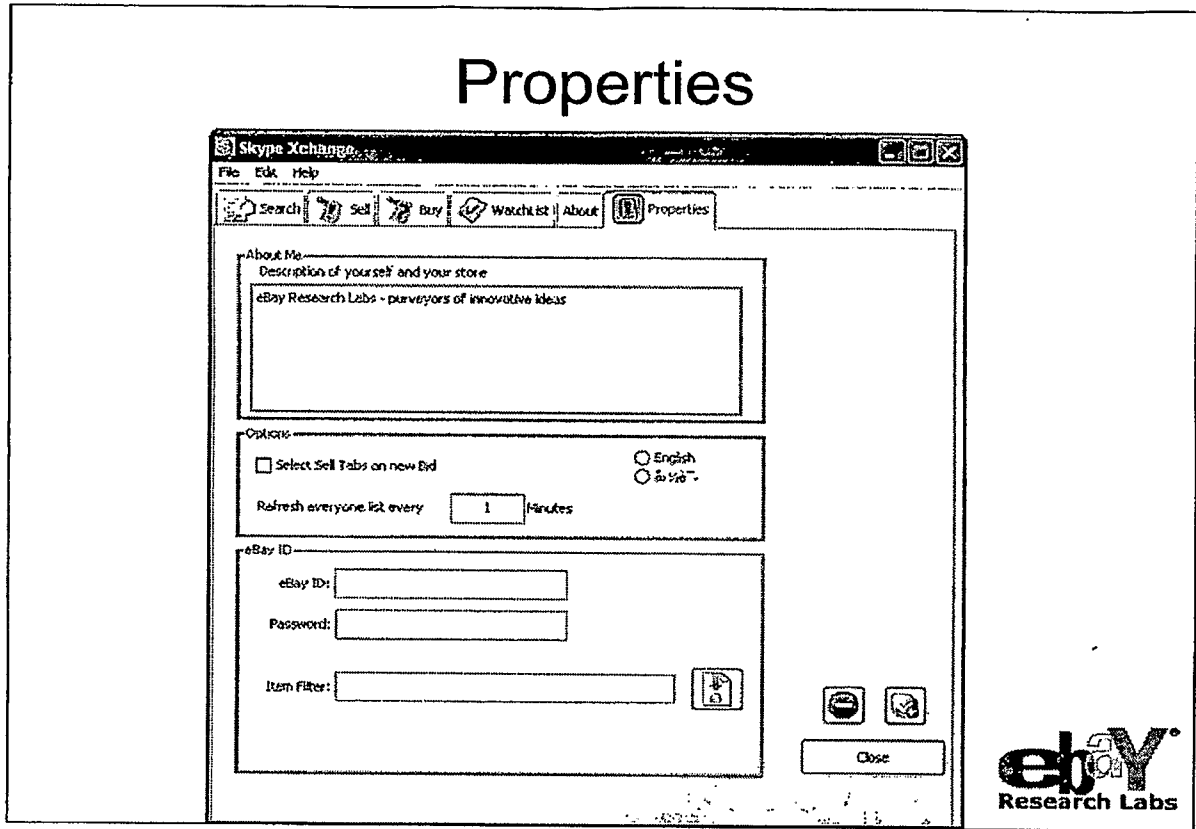 Properties
Skype Xchange
File Edit Help
Search Sell Buy WatchList About Properties
About Me
Description of yourself and your store
eBay Research Labs - purveyors of innovative ideas
Options
Select Sell Tabs on new Bid
English
Refresh everyone list every 1 Minutes
eBay ID
eBay ID:
Password:
Item Filter:
Close
ebaY
Research Labs